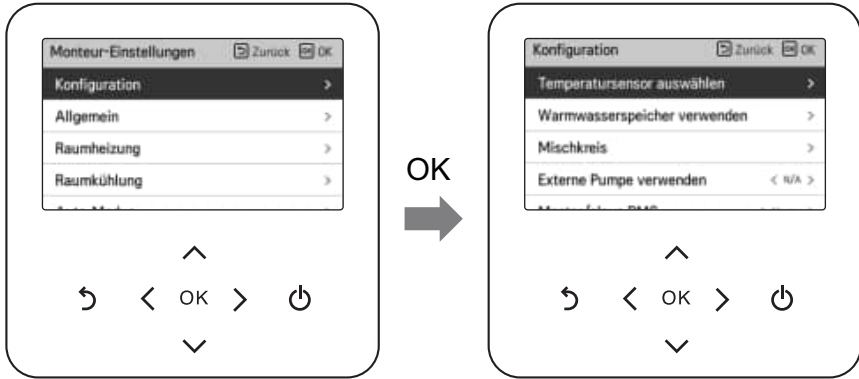 Monteur-Einstellungen Zurück OK
Konfiguration
Allgemein
Raumheizung
Raumkühlung
OK
OK
Konfiguration Zurück OK
Temperatursensor auswählen
Warmwasserspeicher verwenden
Mischkreis
Externe Pumpe verwenden < N/A >
OK